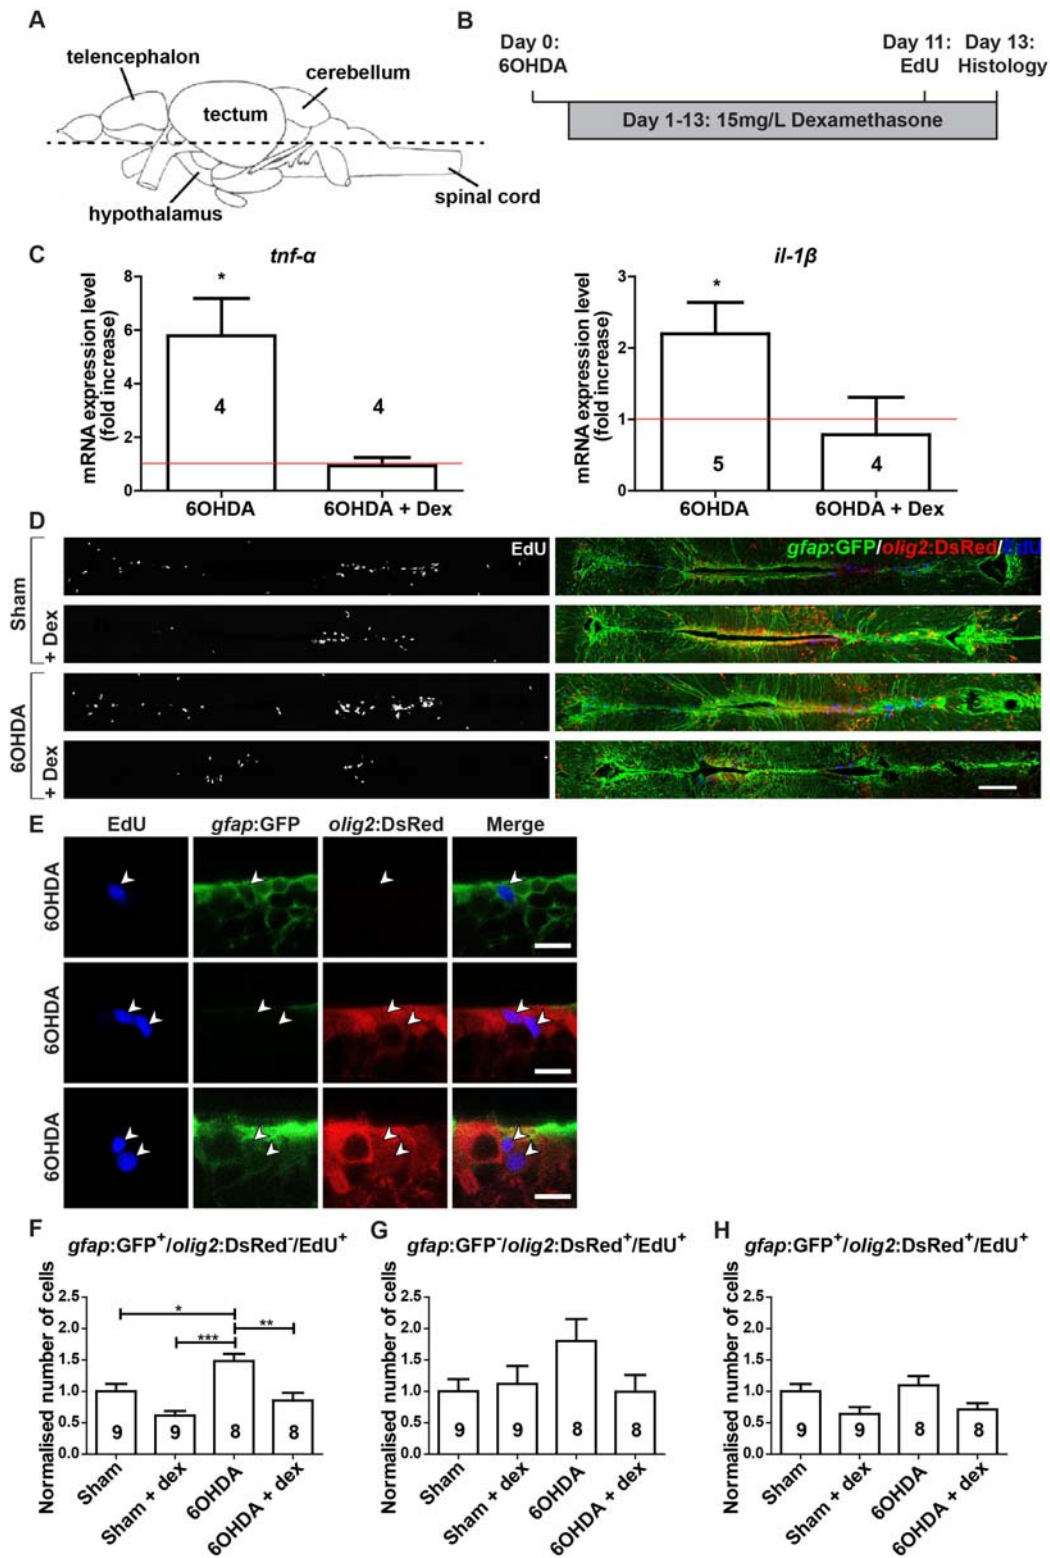 A
telencephalon
cerebellum
tectum
hypothalamus
spinal cord
B
Day 0:
6OHDA
Day 11:
EdU
Day 13:
Histology
Day 1-13: 15mg/L Dexamethasone
C
tnf-α
mRNA expression level
(fold increase)
8
6
4
2
0
*
4
4
6OHDA
6OHDA + Dex
il-1β
mRNA expression level
(fold increase)
3
2
1
0
*
5
4
6OHDA
6OHDA + Dex
D
Sham
+ Dex
6OHDA
+ Dex
EdU
gfap:GFP/olig2:DsRed/EdU
E
EdU
gfap:GFP
olig2:DsRed
Merge
6OHDA
6OHDA
6OHDA
F
gfap:GFP+/olig2:DsRed-/EdU+
Normalised number of cells
2.5
2.0
1.5
1.0
0.5
0.0
*
***
**
9
9
8
8
Sham
Sham + dex
6OHDA
6OHDA + dex
G
gfap:GFP-/olig2:DsRed+/EdU+
Normalised number of cells
2.5
2.0
1.5
1.0
0.5
0.0
9
9
8
8
Sham
Sham + dex
6OHDA
6OHDA + dex
H
gfap:GFP+/olig2:DsRed+/EdU+
Normalised number of cells
2.5
2.0
1.5
1.0
0.5
0.0
9
9
8
8
Sham
Sham + dex
6OHDA
6OHDA + dex